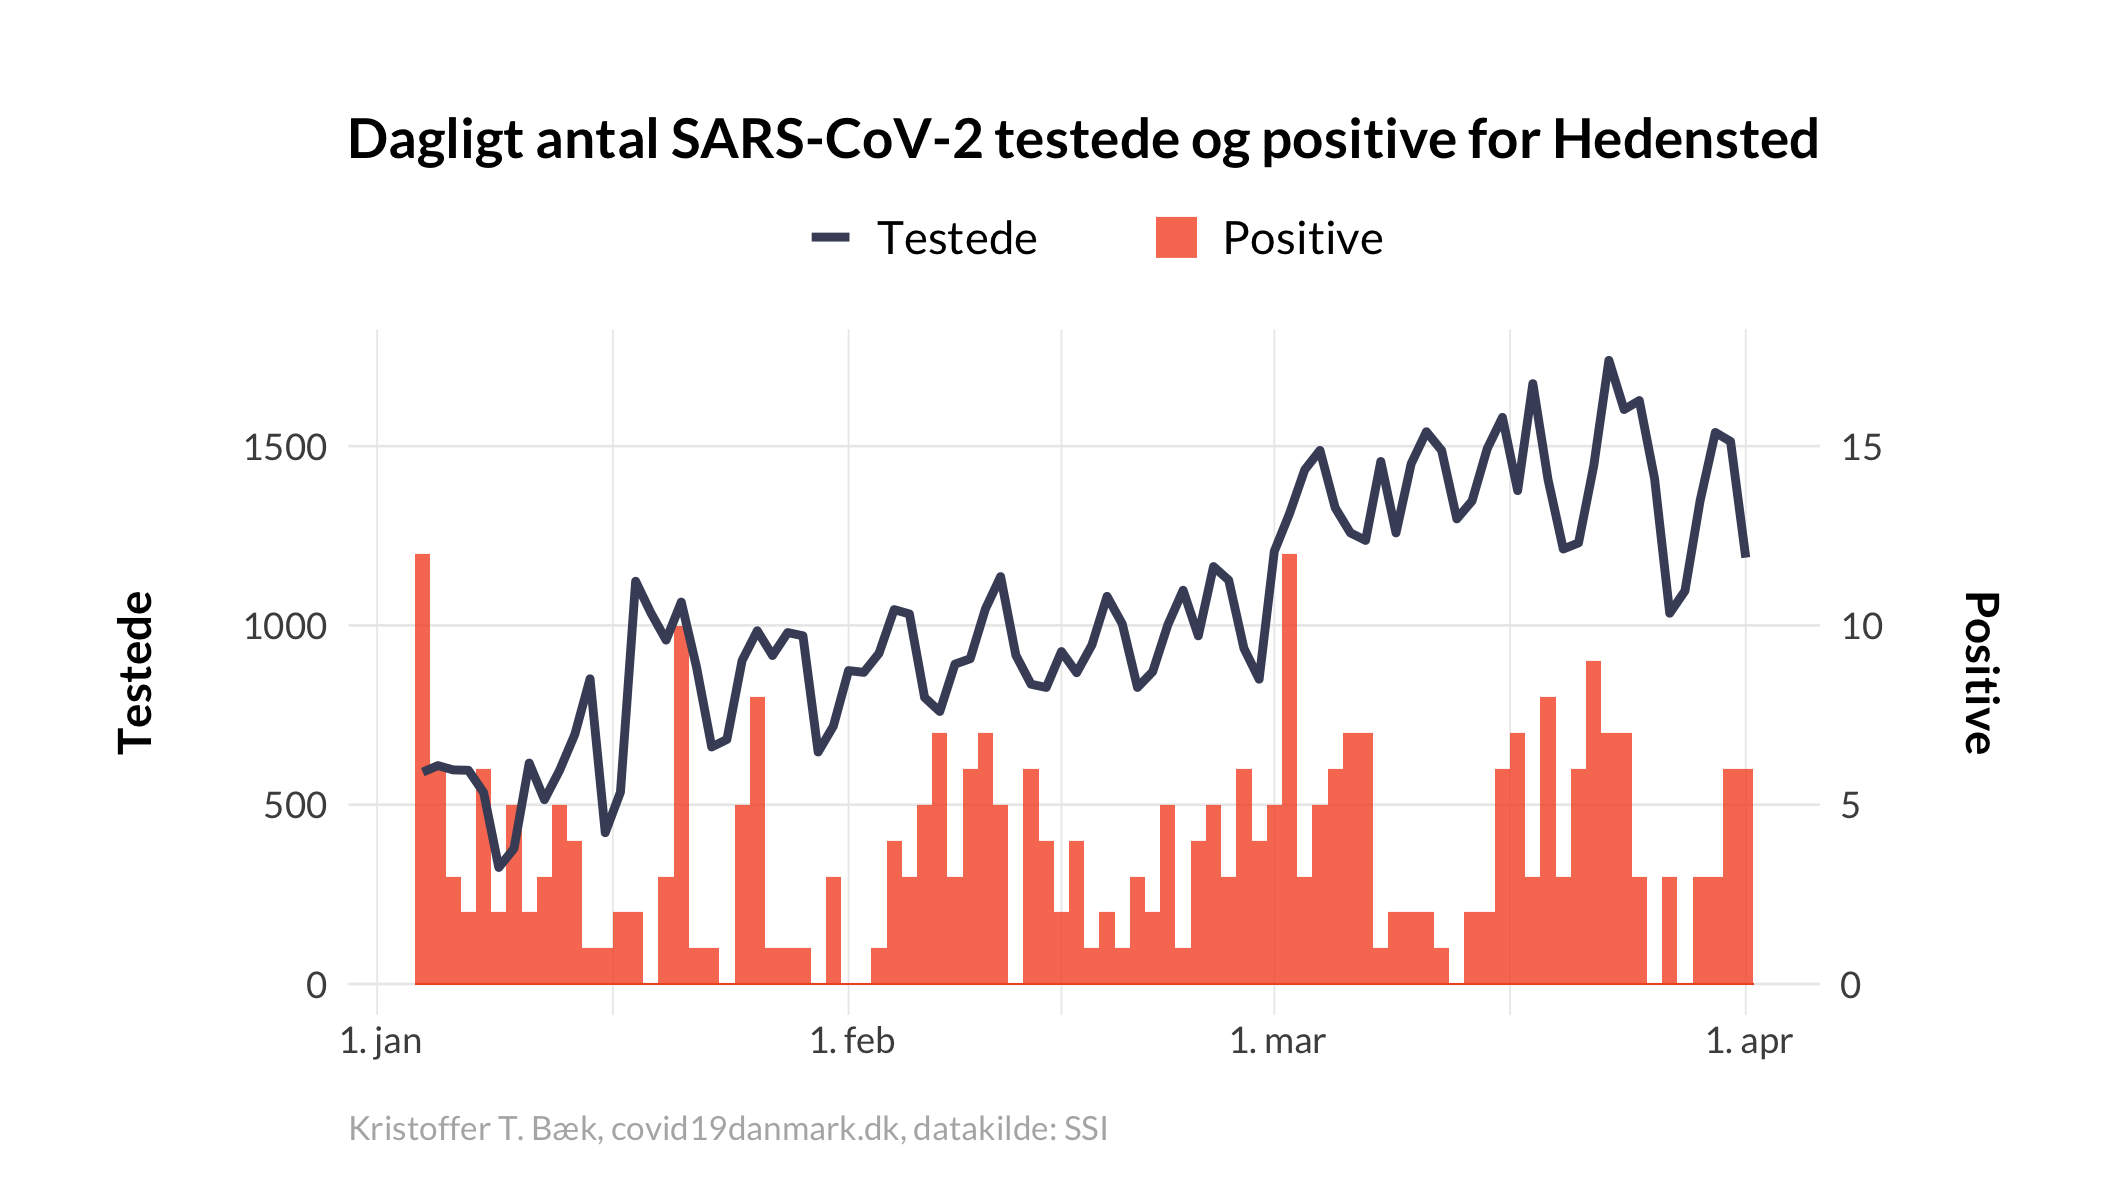 Dagligt antal SARS-CoV-2 testede og positive for Hedensted
Testede Positive
Testede
1500
1000
500
0
15
10
5
0
Positive
1. jan 1. feb 1. mar 1. apr
Kristoffer T. Bæk, covid19danmark.dk, datakilde: SSI